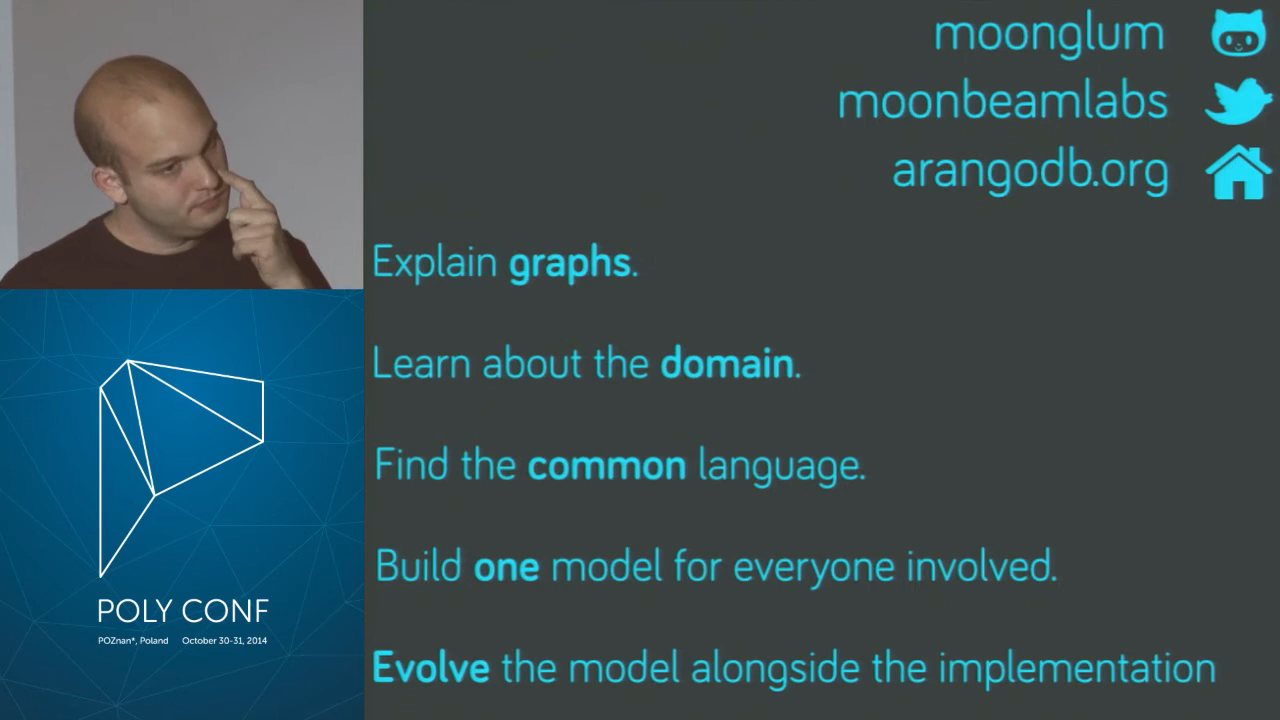 moonglum
moonbeamlabs
arangodb.org
Explain graphs.
Learn about the domain.
Find the common language.
Build one model for everyone involved.
Evolve the model alongside the implementation
POLY CONF
POZnan*, Poland October 30-31, 2014